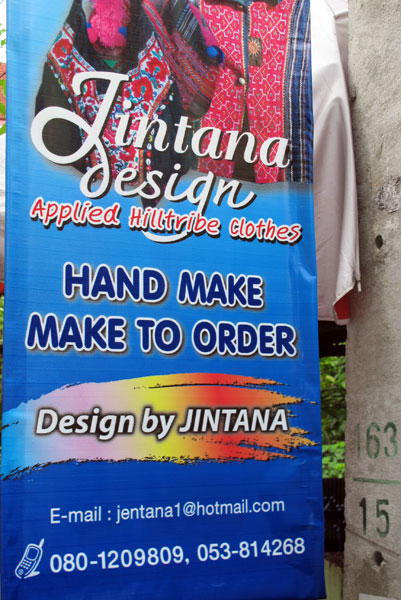 Jintana
Design
Applied Hilltribe Clothes
HAND MAKE
MAKE TO ORDER
Design by JINTANA
E-mail : jentana1@hotmail.com
080-1209809, 053-814268
163
15